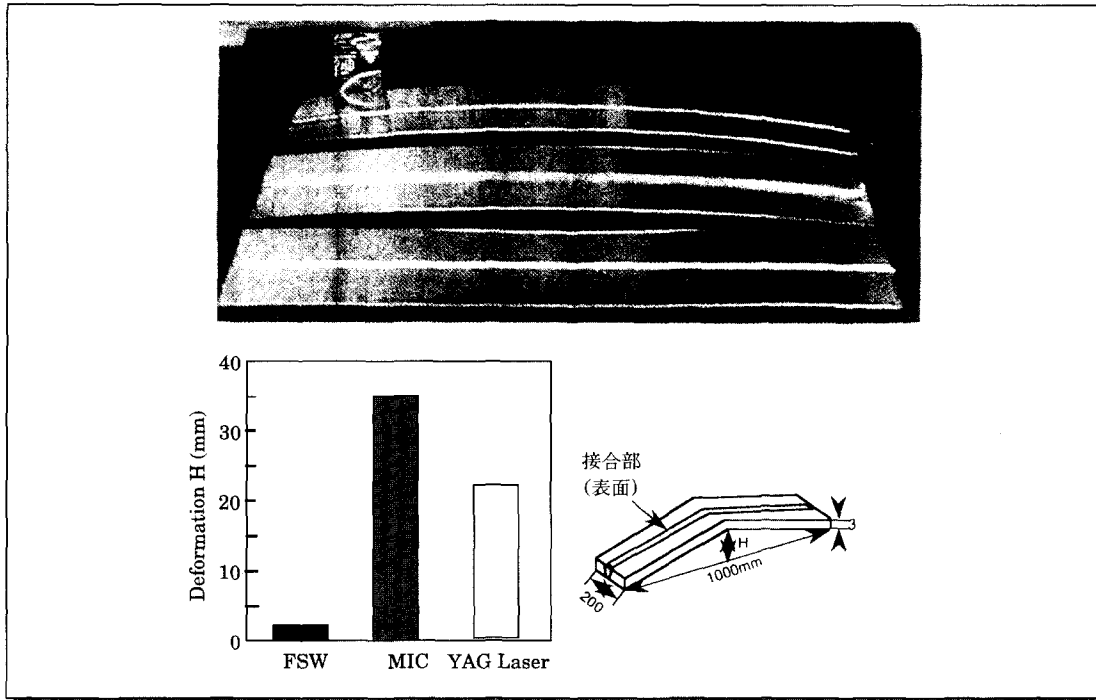 40
30
20
10
0
Deformation H (mm)
FSW MIC YAG Laser
接合部
(表面)
H
1000mm
200
3